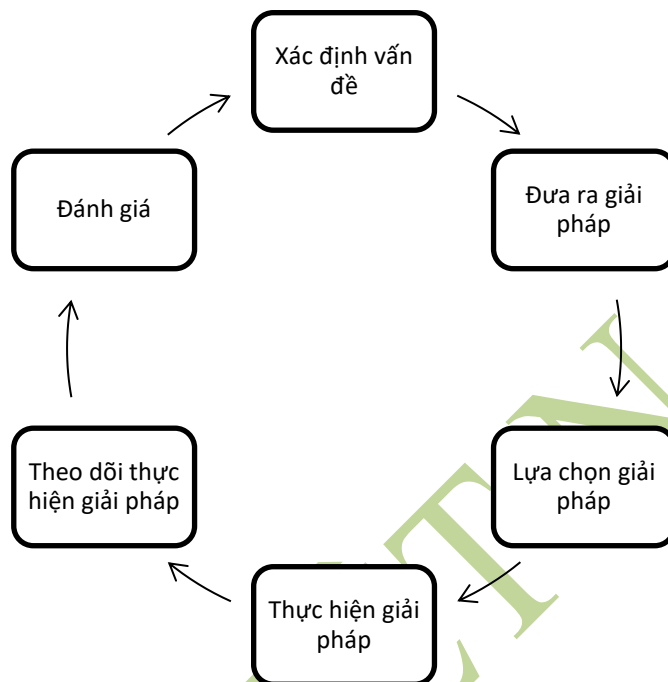 Xác định vấn
đề
Đưa ra giải
pháp
Lựa chọn giải
pháp
Thực hiện giải
pháp
Theo dõi thực
hiện giải pháp
Đánh giá